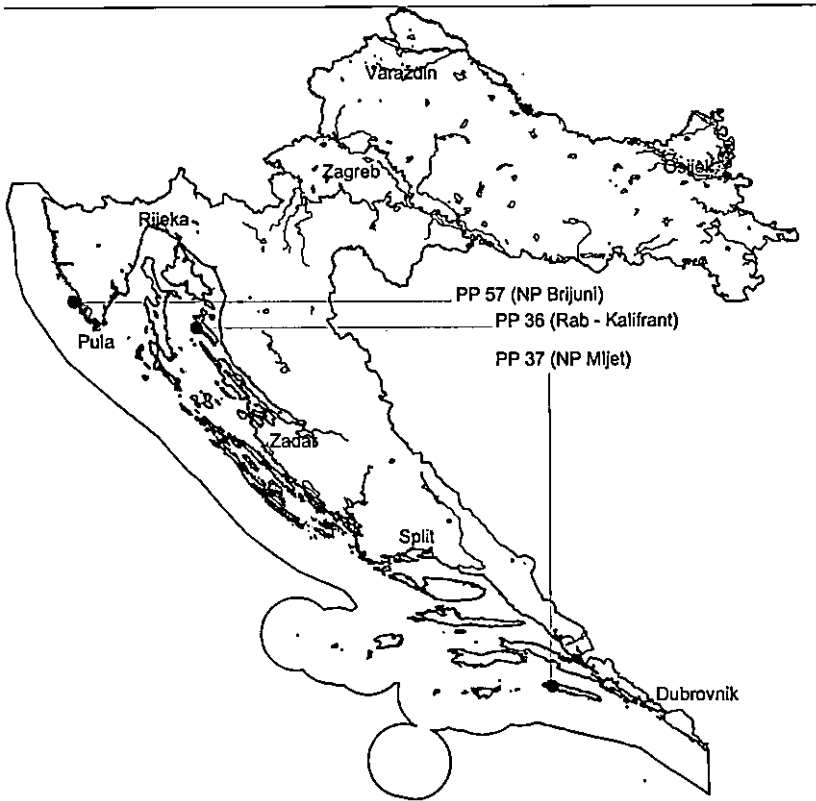 Varaždin
Zagreb
Osijek
Rijeka
PP 57 (NP Brijuni)
PP 36 (Rab - Kalifrant)
Pula
PP 37 (NP Mljet)
Zadar
Split
Dubrovnik